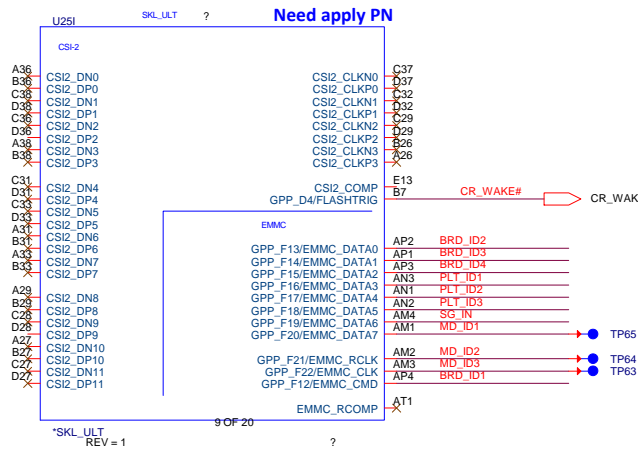 U25I SKL_ULT ? Need apply PN
CSI-2
A36 CSI2_DN0 CSI2_CLKN0 C37
B36 CSI2_DP0 CSI2_CLKP0 D37
C38 CSI2_DN1 CSI2_CLKN1 C32
D38 CSI2_DP1 CSI2_CLKP1 D32
C36 CSI2_DN2 CSI2_CLKN2 C29
D36 CSI2_DP2 CSI2_CLKP2 D29
A38 CSI2_DN3 CSI2_CLKN3 B26
B38 CSI2_DP3 CSI2_CLKP3 A26
C31 CSI2_DN4 CSI2_COMP E13
D31 CSI2_DP4 GPP_D4/FLASHTRIG B7 CR_WAKE# CR_WAK
C33 CSI2_DN5
D33 CSI2_DP5 EMMC
A31 CSI2_DN6
B31 CSI2_DP6 GPP_F13/EMMC_DATA0 AP2 BRD_ID2
A33 CSI2_DN7 GPP_F14/EMMC_DATA1 AP1 BRD_ID3
B33 CSI2_DP7 GPP_F15/EMMC_DATA2 AP3 BRD_ID4
GPP_F16/EMMC_DATA3 AN3 PLT_ID1
A29 CSI2_DN8 GPP_F17/EMMC_DATA4 AN1 PLT_ID2
B29 CSI2_DP8 GPP_F18/EMMC_DATA5 AN2 PLT_ID3
C28 CSI2_DN9 GPP_F19/EMMC_DATA6 AM4 SG_IN
D28 CSI2_DP9 GPP_F20/EMMC_DATA7 AM1 MD_ID1 TP65
A27 CSI2_DN10
B27 CSI2_DP10 GPP_F21/EMMC_RCLK AM2 MD_ID2 TP64
C27 CSI2_DN11 GPP_F22/EMMC_CLK AM3 MD_ID3 TP63
D27 CSI2_DP11 GPP_F12/EMMC_CMD AP4 BRD_ID1
EMMC_RCOMP AT1
9 OF 20
*SKL_ULT
REV = 1 ?